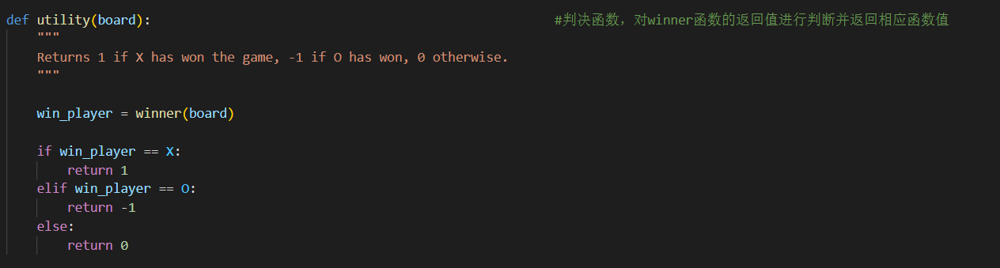 def utility(board): #判决函数，对winner函数的返回值进行判断并返回相应函数值
"""
Returns 1 if X has won the game, -1 if O has won, 0 otherwise.
"""
win_player = winner(board)
if win_player == X:
return 1
elif win_player == O:
return -1
else:
return 0